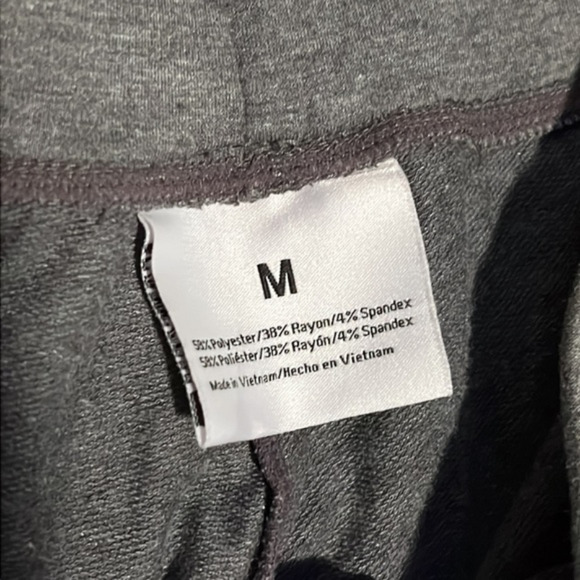 M
58% Polyester/38% Rayon/4% Spandex
58% Poliéster/38% Rayón/4% Spandex
Made in Vietnam/Hecho en Vietnam